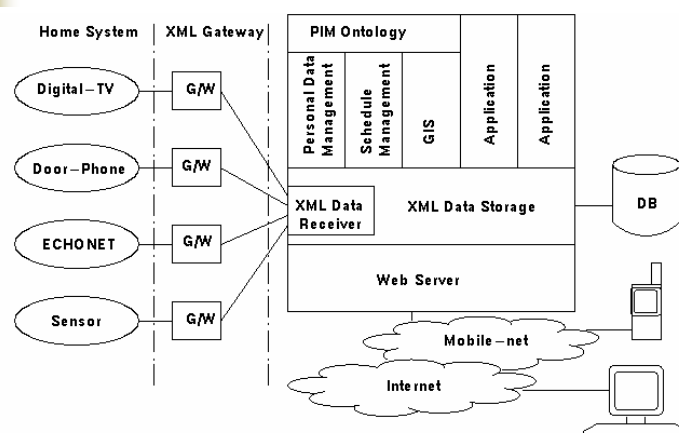 Home System
XML Gateway
PIM Ontology
Digital-TV
G/W
Personal Data
Management
Schedule
Management
GIS
Application
Application
Door-Phone
G/W
XML Data
Receiver
XML Data Storage
DB
ECHONET
G/W
Web Server
Sensor
G/W
Mobile-net
Internet